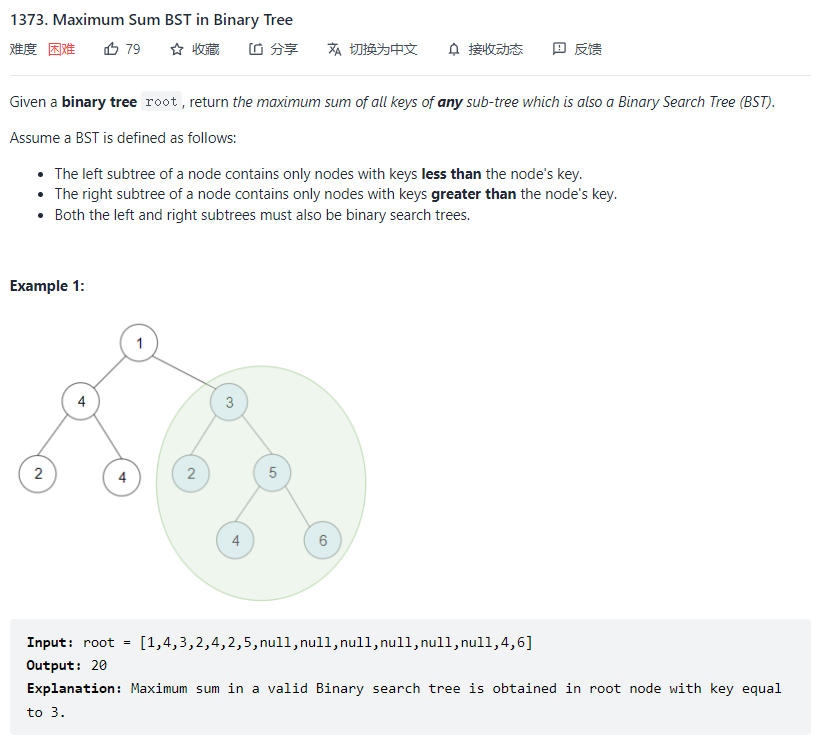 1373. Maximum Sum BST in Binary Tree
难度 困难 79 收藏 分享 切换为中文 接收动态 反馈
Given a binary tree root , return the maximum sum of all keys of any sub-tree which is also a Binary Search Tree (BST).
Assume a BST is defined as follows:
• The left subtree of a node contains only nodes with keys less than the node's key.
• The right subtree of a node contains only nodes with keys greater than the node's key.
• Both the left and right subtrees must also be binary search trees.
Example 1:
1
4 3
2 4 2 5
4 6
Input: root = [1,4,3,2,4,2,5,null,null,null,null,null,null,4,6]
Output: 20
Explanation: Maximum sum in a valid Binary search tree is obtained in root node with key equal
to 3.